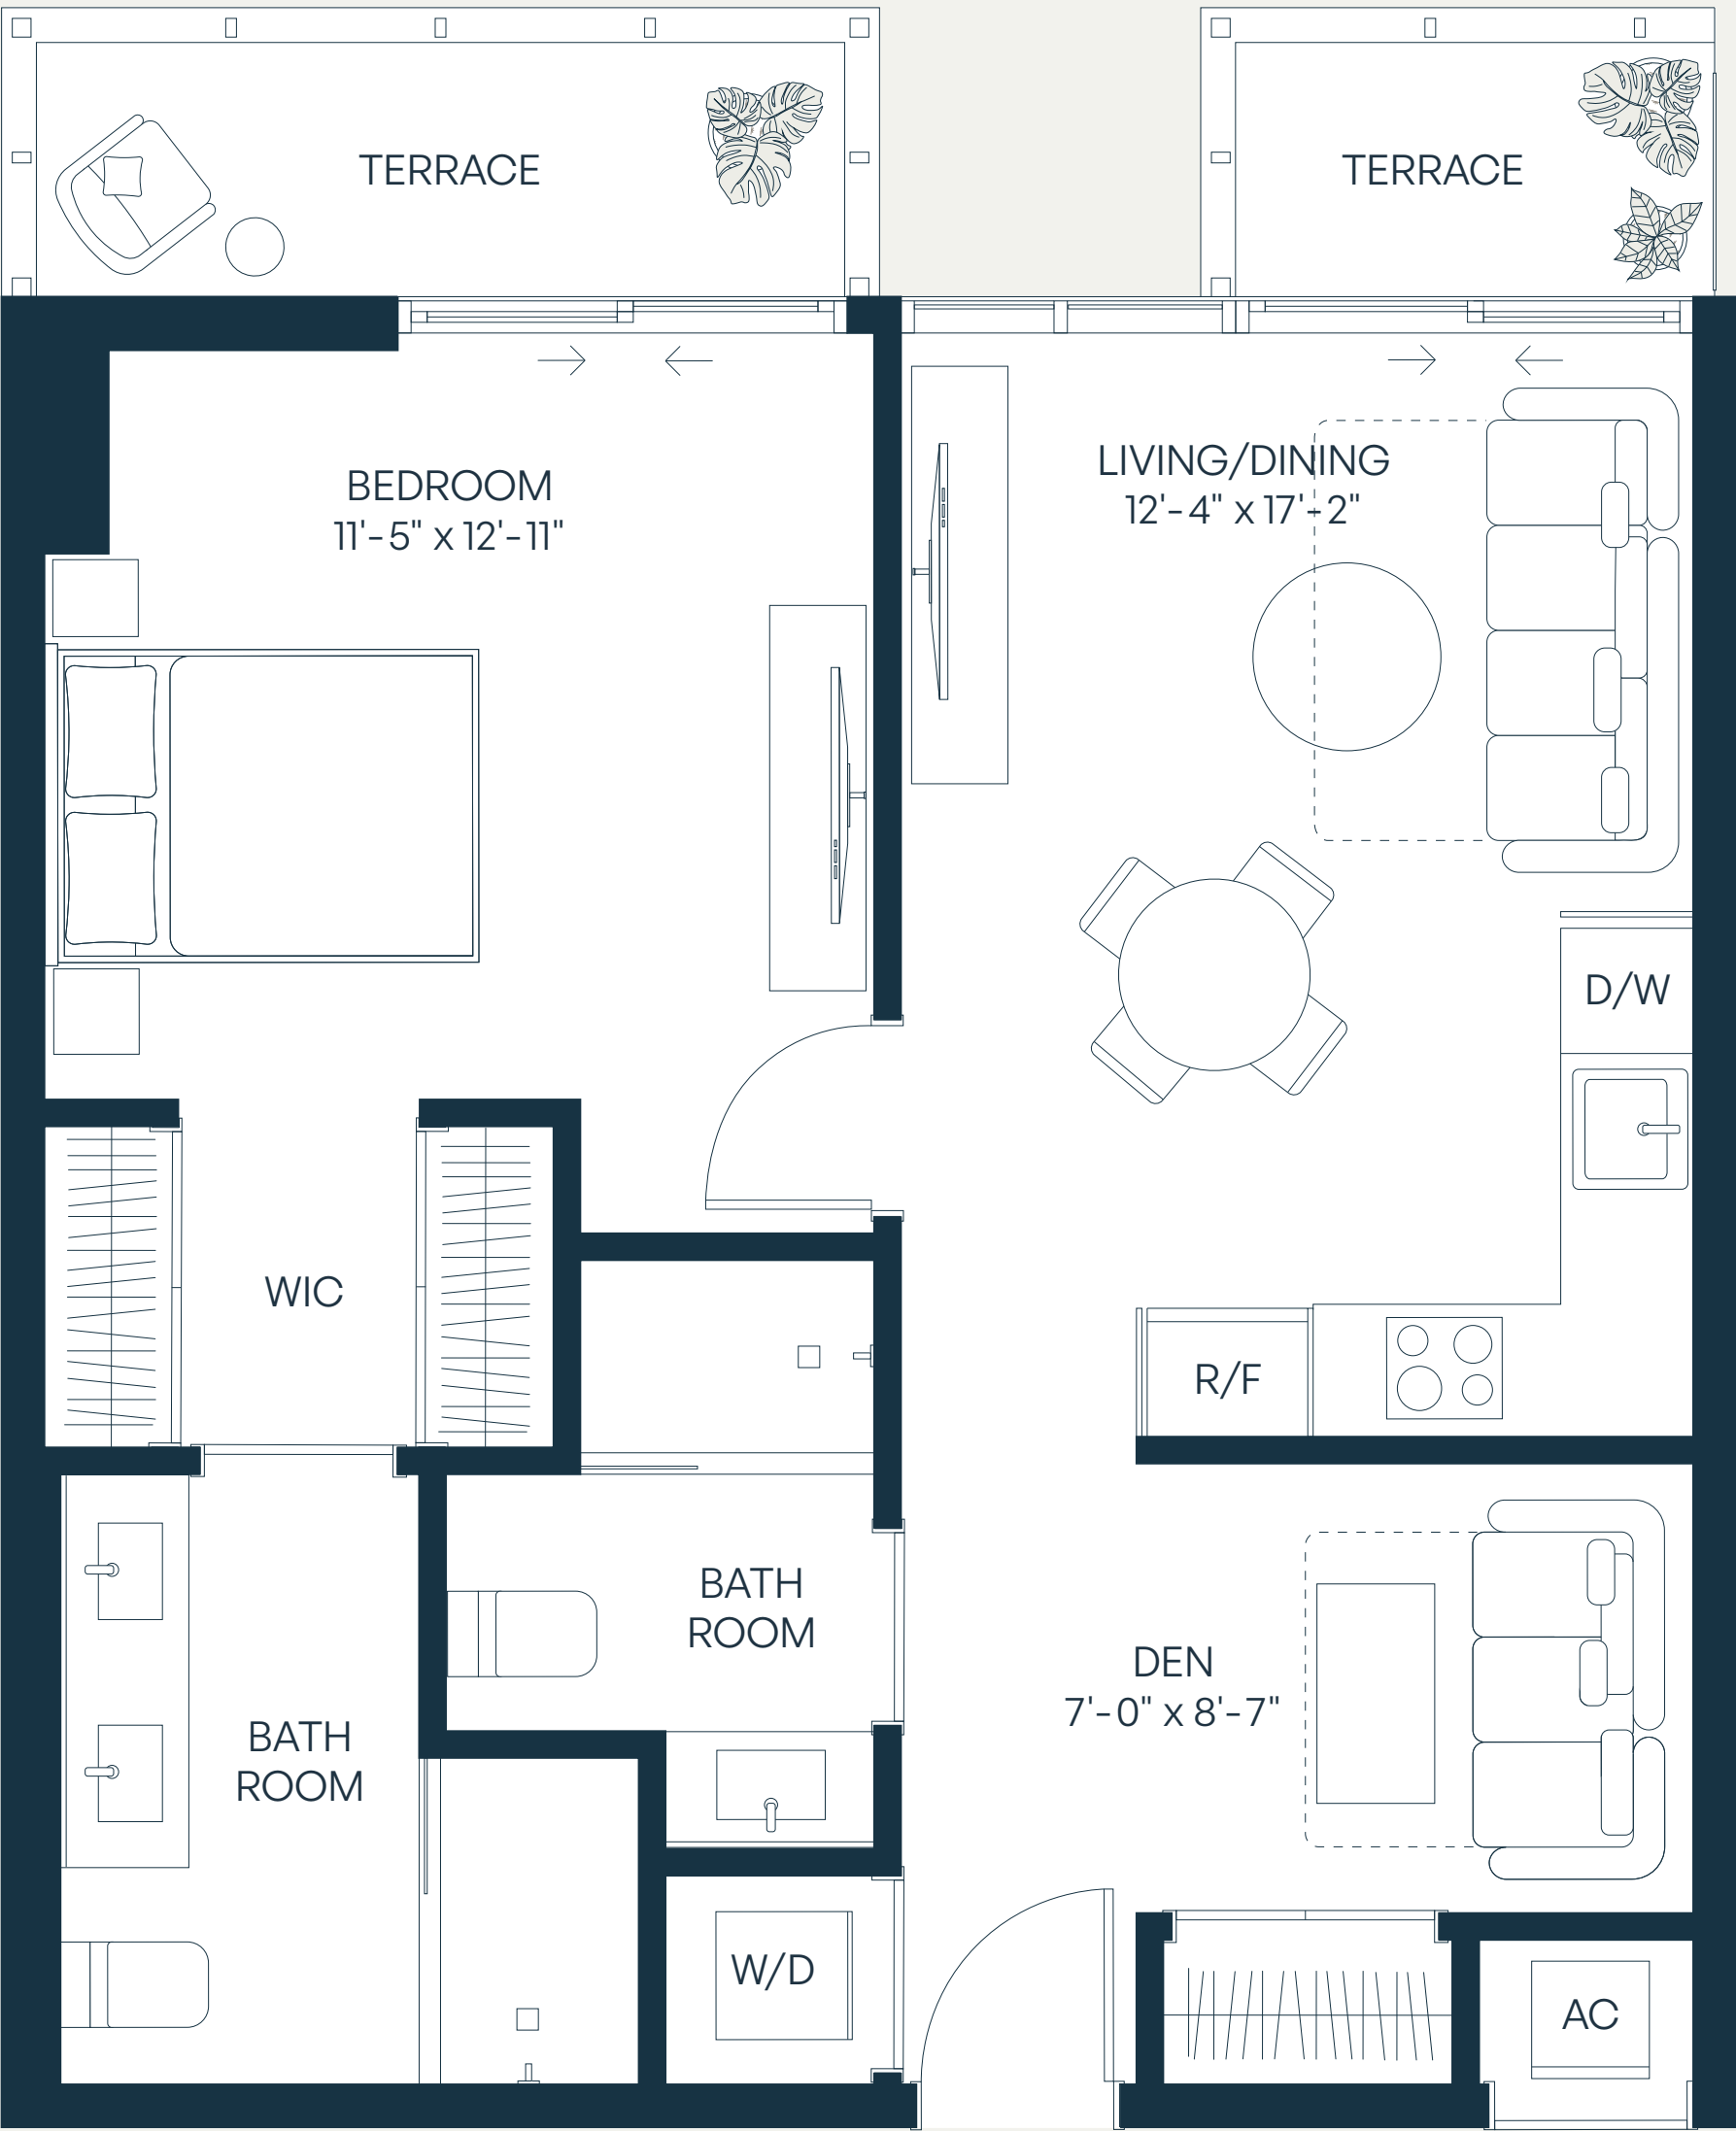 TERRACE
TERRACE
BEDROOM
11'-5" x 12'-11"
LIVING/DINING
12'-4" x 17'-2"
D/W
WIC
R/F
BATH
ROOM
DEN
7'-0" x 8'-7"
BATH
ROOM
W/D
AC